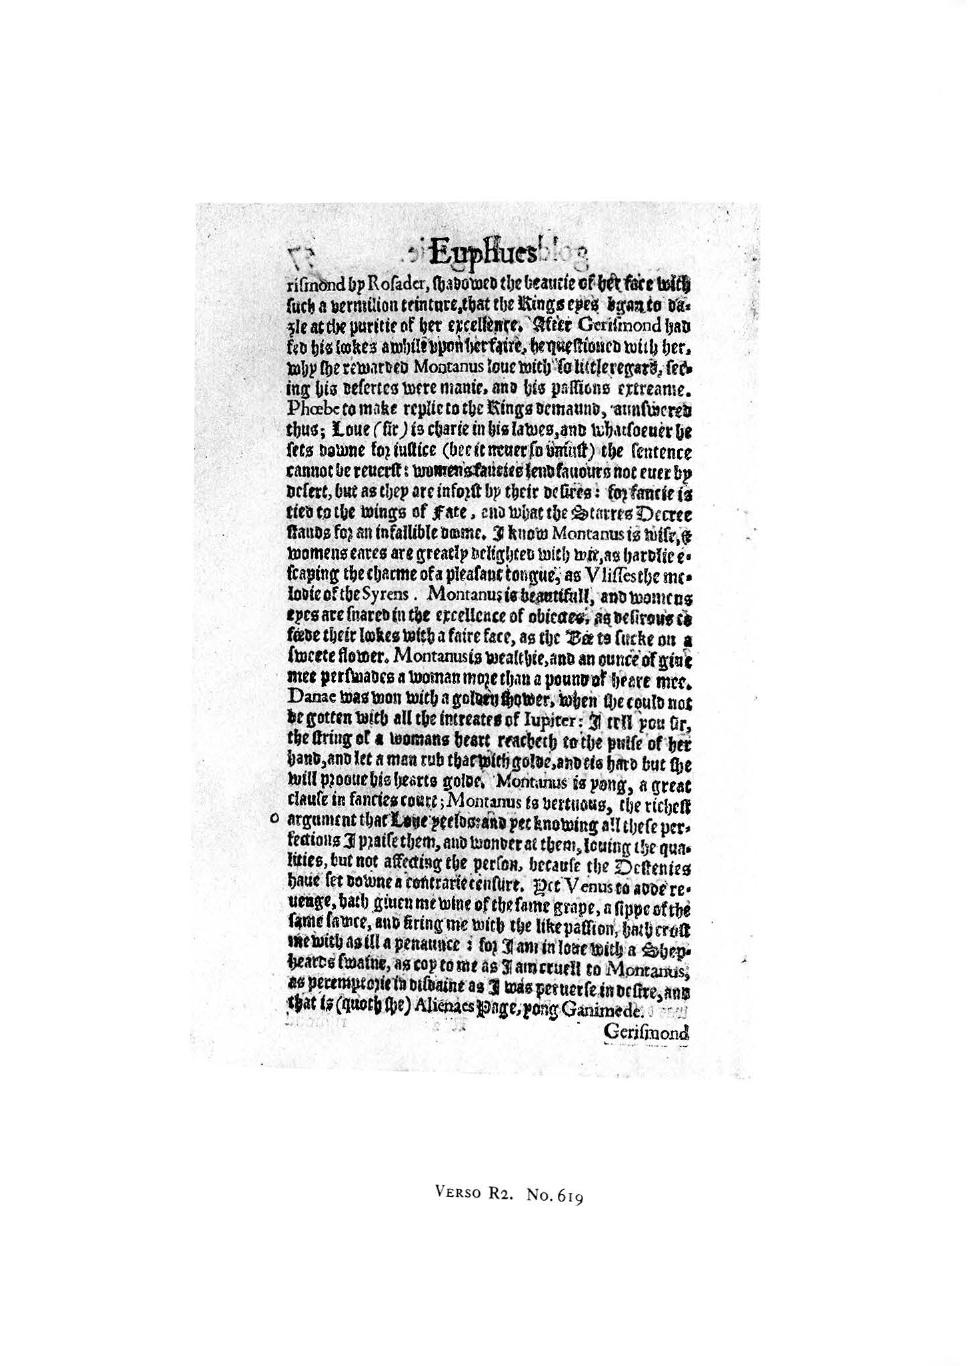 Euphues
riſmond by Roſader, ſhadowed the beautie of her face with
ſuch a vermilion teinture, that the Kings eyes began to da-
zle at the puritie of her excellence. After Geriſmond had
fed his lookes awhile vpon her faire, he queſtioned with her,
why ſhe rewarded Montanus loue with ſo little regard, ſee-
ing his deſertes were manie, and his paſſions extreame.
Phœbe to make replie to the Kings demaund, aunſwered
thus; Loue (ſir) is charie in his lawes, and whatſoeuer he
ſets downe for iuſtice (bee it neuer ſo vniuſt) the ſentence
cannot be reuerſt: womens fancies lend fauours not euer by
deſert, but as they are inforſt by their deſires: for fancie is
tied to the wings of Fate, and what the Starres Decree
ſtands for an infallible doome. I know Montanus is wiſe, &
womens eares are greatly delighted with wit, as hardlie e-
ſcaping the charme of a pleaſant tongue, as Vliſſes the me-
lodie of the Syrens. Montanus is beautifull, and womens
eyes are ſnared in the excellence of obiectes, as deſirous to
feede their lookes with a faire face, as the Bee to ſucke on a
ſweete flower. Montanus is wealthie, and an ounce of giue
mee perſwades a woman more than a pound of heare mee.
Danae was won with a golden ſhower, when ſhe could not
be gotten with all the intreates of Iupiter: I tell you ſir,
the ſtring of a womans heart reacheth to the pulſe of her
hand, and let a man rub that with golde, and tis hard but ſhe
will prooue his hearts golde. Montanus is yong, a great
clauſe in fancies court; Montanus is vertuous, the richeſt
argument that Loue yeelds: and yet knowing all theſe per-
fections I praiſe them, and wonder at them, louing the qua-
lities, but not affecting the perſon, becauſe the Deſtenies
haue ſet downe a contrarie cenſure. Yet Venus to adde re-
uenge, hath giuen me wine of the ſame grape, a ſippe of the
ſame ſawce, and firing me with the like paſſion, hath croſt
me with as ill a penaunce: for I am in loue with a Shep-
heards ſwaine, as coy to me as I am cruell to Montanus,
as peremptorie in diſdaine as I was peruerſe in deſire, and
that is (quoth ſhe) Alienaes Page, yong Ganimede.
Geriſmond
VERSO R2. No. 619